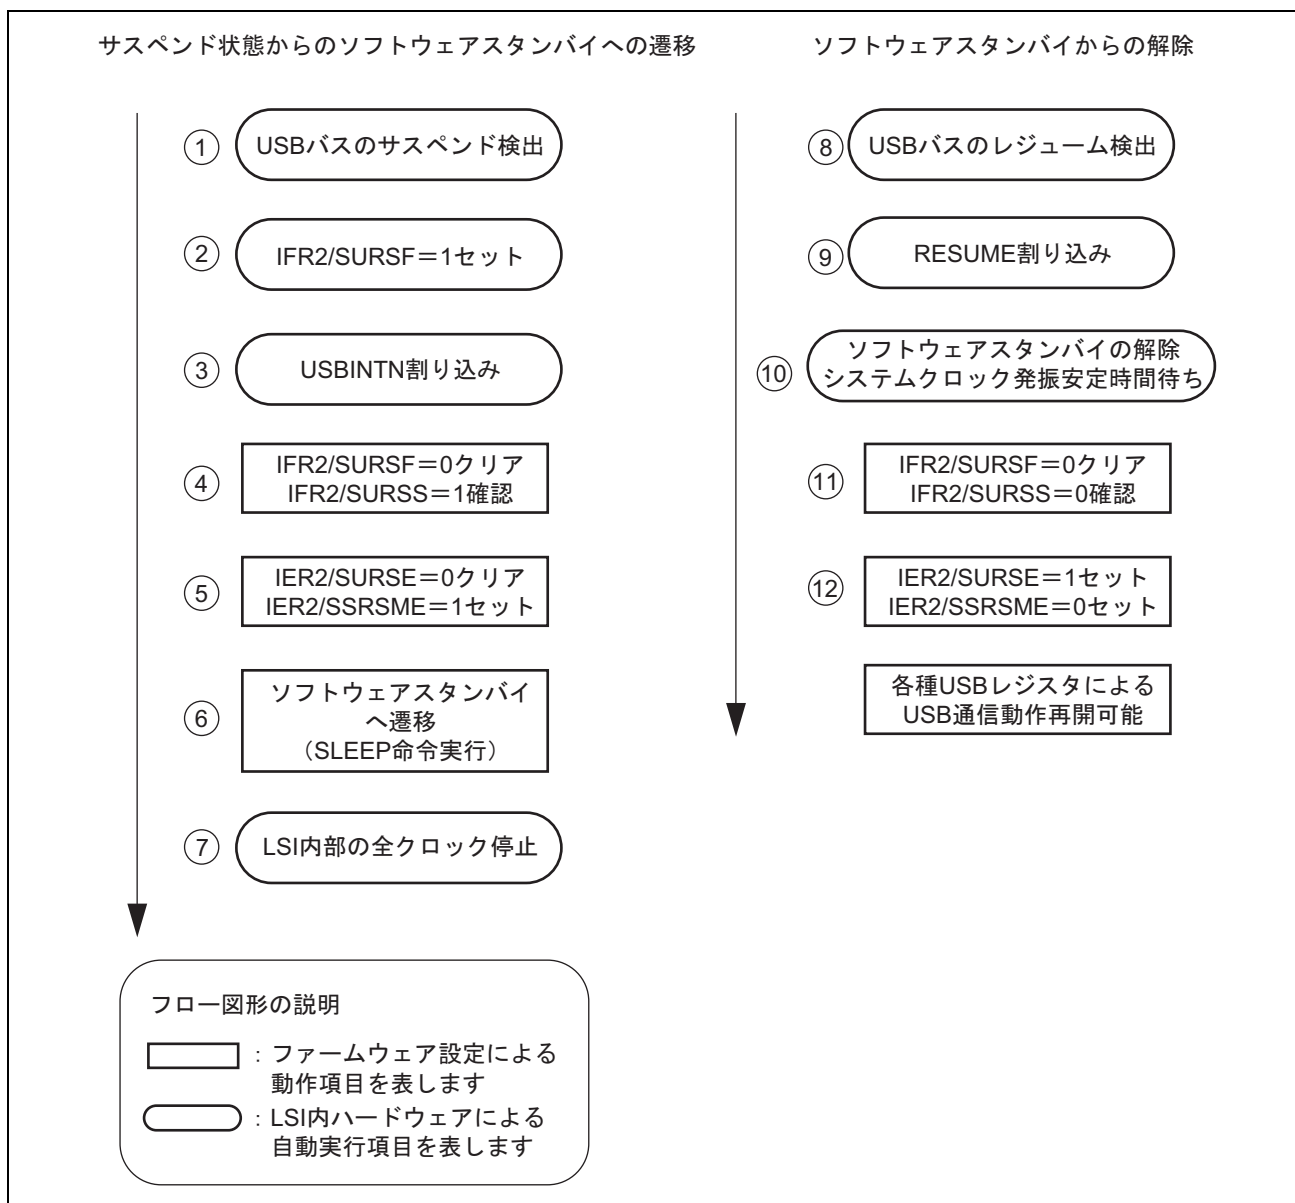 サスペンド状態からのソフトウェアスタンバイへの遷移
① USBバスのサスペンド検出
② IFR2/SURSF＝1セット
③ USBINTN割り込み
④ IFR2/SURSF＝0クリア
IFR2/SURSS＝1確認
⑤ IER2/SURSE＝0クリア
IER2/SSRSME＝1セット
⑥ ソフトウェアスタンバイ
へ遷移
（SLEEP命令実行）
⑦ LSI内部の全クロック停止
ソフトウェアスタンバイからの解除
⑧ USBバスのレジューム検出
⑨ RESUME割り込み
⑩ ソフトウェアスタンバイの解除
システムクロック発振安定時間待ち
⑪ IFR2/SURSF＝0クリア
IFR2/SURSS＝0確認
⑫ IER2/SURSE＝1セット
IER2/SSRSME＝0セット
各種USBレジスタによる
USB通信動作再開可能
フロー図形の説明
：ファームウェア設定による
動作項目を表します
：LSI内ハードウェアによる
自動実行項目を表します